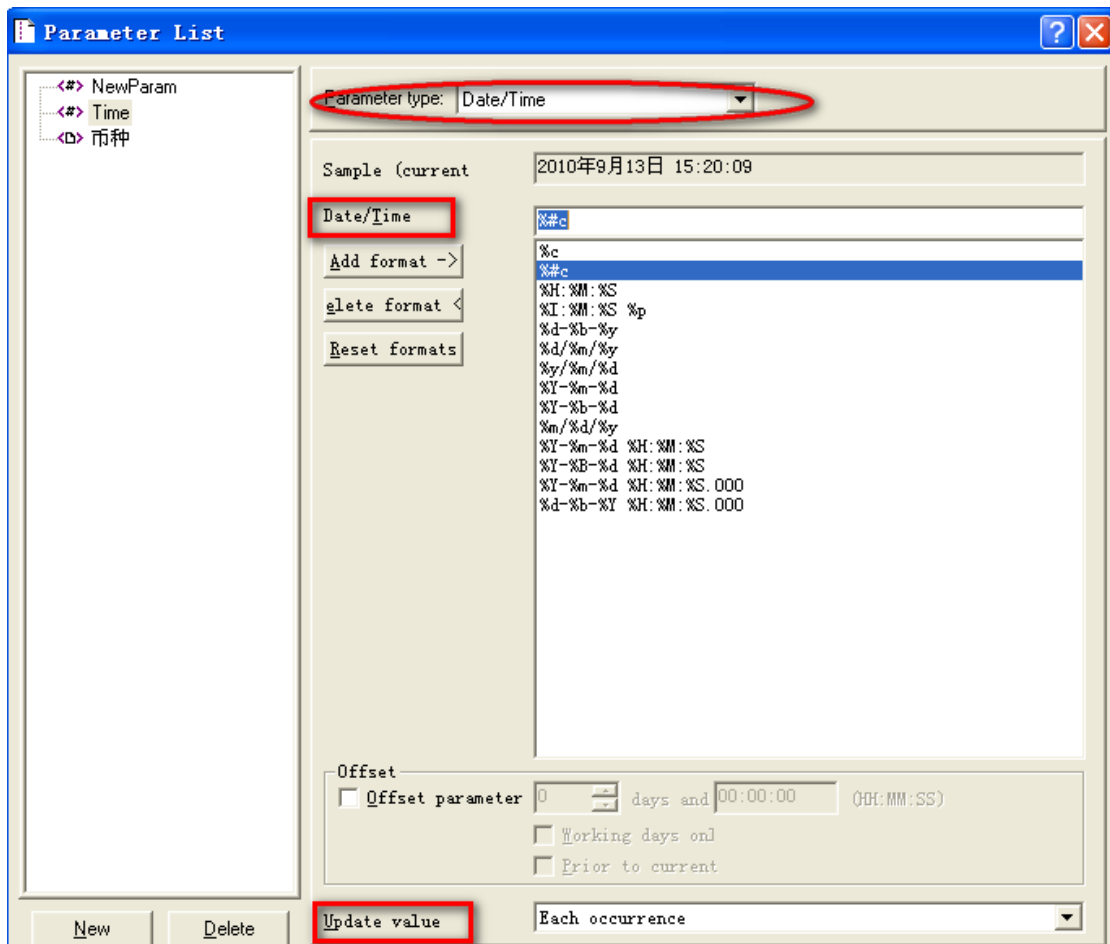 Parameter List
<#> NewParam
<#> Time
币种
Parameter type: Date/Time
Sample (current 2010年9月13日 15:20:09
Date/Time %#c
Add format ->
elete format <
Reset formats
%c
%#c
%H:%M:%S
%I:%M:%S %p
%d-%b-%y
%d/%m/%y
%y/%m/%d
%Y-%m-%d
%Y-%b-%d
%m/%d/%y
%Y-%m-%d %H:%M:%S
%Y-%B-%d %H:%M:%S
%Y-%m-%d %H:%M:%S.000
%d-%b-%Y %H:%M:%S.000
Offset
Offset parameter 0 days and 00:00:00 (HH:MM:SS)
Working days onl
Prior to current
New Delete
Update value Each occurrence